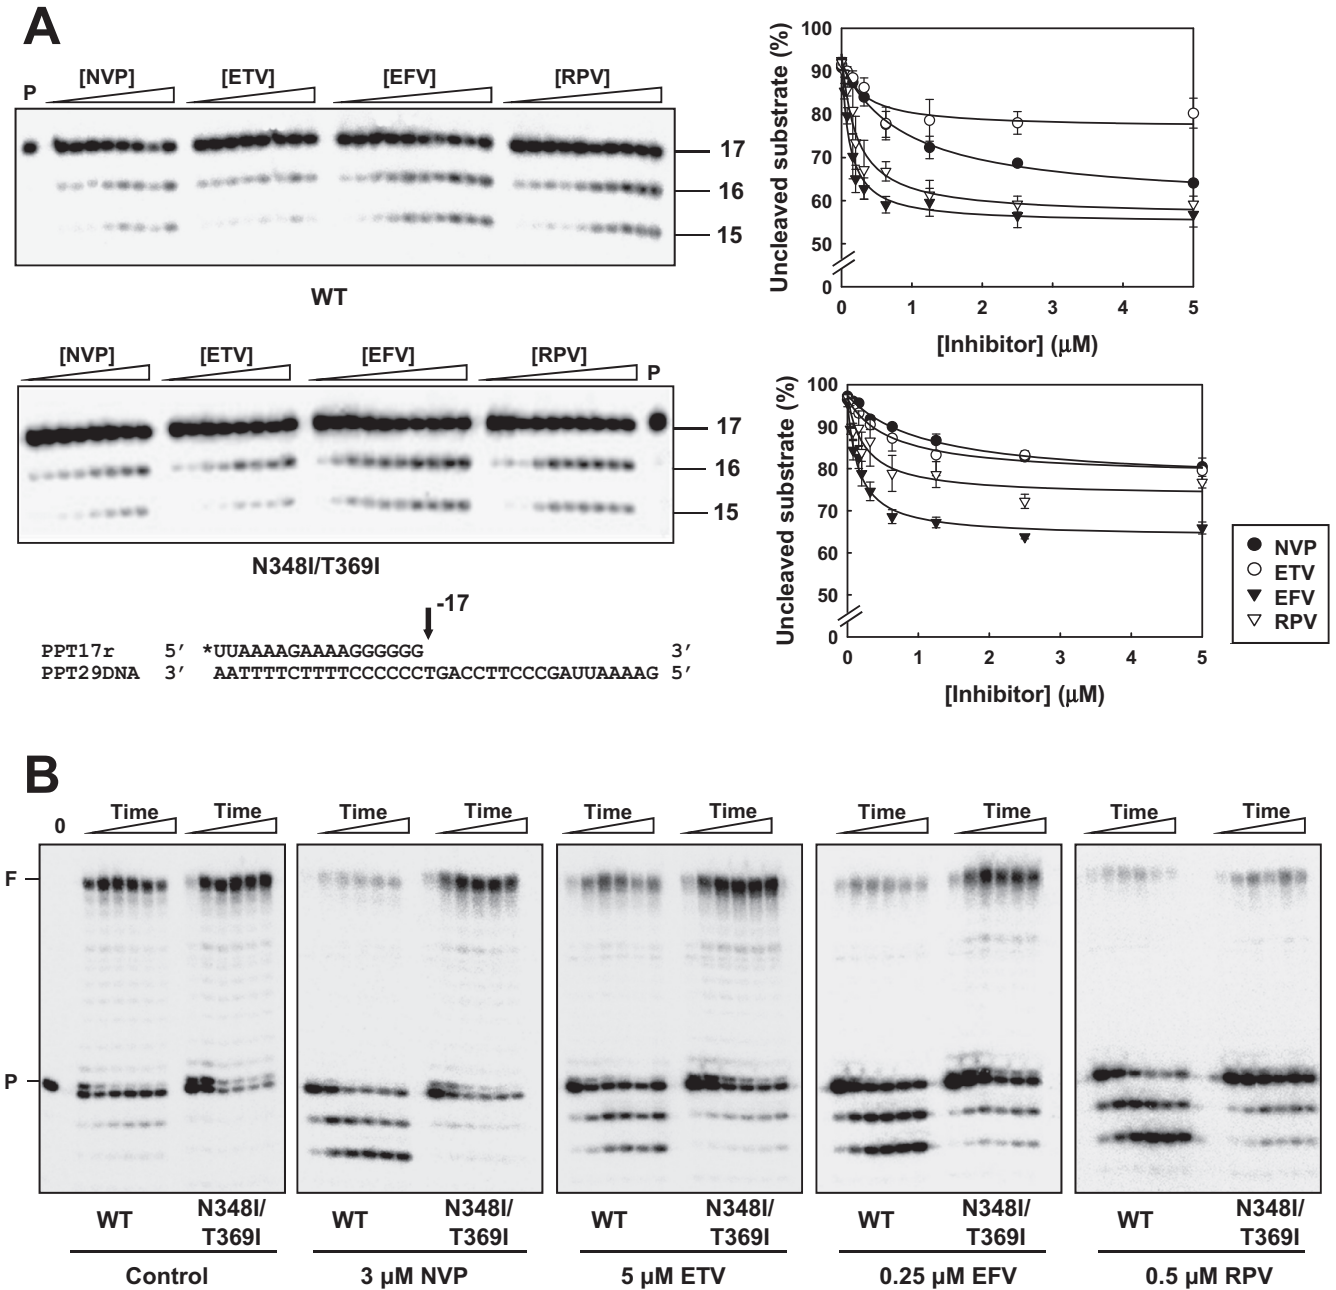 A
P [NVP] [ETV] [EFV] [RPV]
17
16
15
WT
Uncleaved substrate (%)
100
90
80
70
60
50
0
0 1 2 3 4 5
[Inhibitor] (μM)
[NVP] [ETV] [EFV] [RPV] P
17
16
15
N348I/T369I
Uncleaved substrate (%)
100
90
80
70
60
50
0
0 1 2 3 4 5
[Inhibitor] (μM)
NVP
ETV
EFV
RPV
-17
PPT17r 5′ *UUAAAAGAAAAGGGGGG 3′
PPT29DNA 3′ AATTTTCTTTTCCCCCCTGACCTTCCCGAUUAAAAG 5′
B
0 Time Time Time Time Time Time Time Time Time Time
F
P
WT N348I/T369I WT N348I/T369I WT N348I/T369I WT N348I/T369I WT N348I/T369I
Control 3 μM NVP 5 μM ETV 0.25 μM EFV 0.5 μM RPV